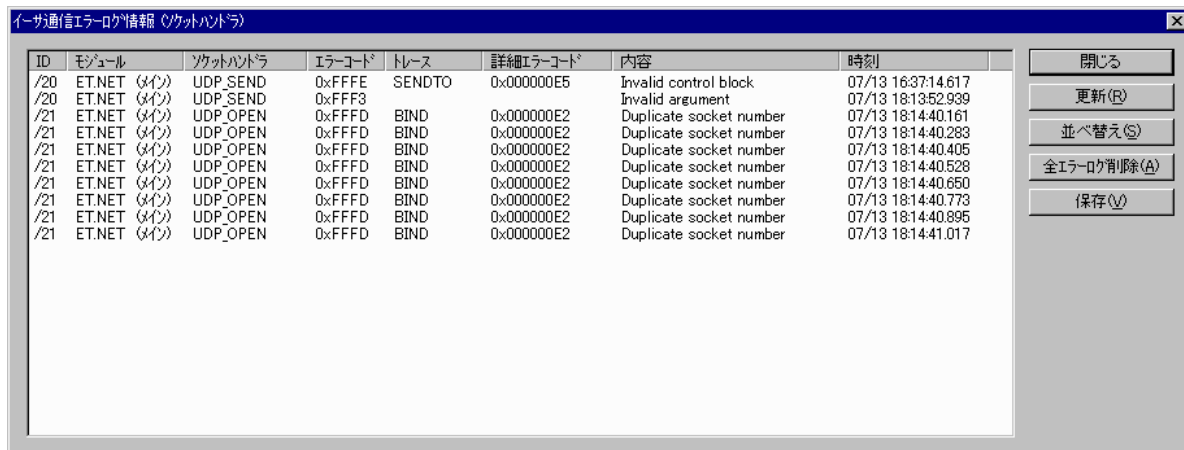 イーサ通信エラーログ情報（ソケットハンドラ）
ID モジュール ソケットハンドラ エラーコード トレース 詳細エラーコード 内容 時刻
/20 ET.NET （メイン） UDP_SEND 0xFFFE SENDTO 0x000000E5 Invalid control block 07/13 16:37:14.617
/20 ET.NET （メイン） UDP_SEND 0xFFF3 Invalid argument 07/13 18:13:52.939
/21 ET.NET （メイン） UDP_OPEN 0xFFFD BIND 0x000000E2 Duplicate socket number 07/13 18:14:40.161
/21 ET.NET （メイン） UDP_OPEN 0xFFFD BIND 0x000000E2 Duplicate socket number 07/13 18:14:40.283
/21 ET.NET （メイン） UDP_OPEN 0xFFFD BIND 0x000000E2 Duplicate socket number 07/13 18:14:40.405
/21 ET.NET （メイン） UDP_OPEN 0xFFFD BIND 0x000000E2 Duplicate socket number 07/13 18:14:40.528
/21 ET.NET （メイン） UDP_OPEN 0xFFFD BIND 0x000000E2 Duplicate socket number 07/13 18:14:40.650
/21 ET.NET （メイン） UDP_OPEN 0xFFFD BIND 0x000000E2 Duplicate socket number 07/13 18:14:40.773
/21 ET.NET （メイン） UDP_OPEN 0xFFFD BIND 0x000000E2 Duplicate socket number 07/13 18:14:40.895
/21 ET.NET （メイン） UDP_OPEN 0xFFFD BIND 0x000000E2 Duplicate socket number 07/13 18:14:41.017
閉じる
更新(R)
並べ替え(S)
全エラーログ削除(A)
保存(V)